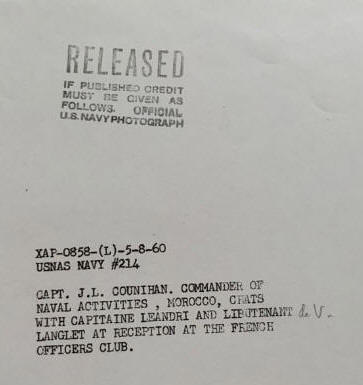 RELEASED
IF PUBLISHED CREDIT
MUST BE GIVEN AS
FOLLOWS. OFFICIAL
U.S. NAVY PHOTOGRAPH
XAP-0858-(L)-5-8-60
USNAS NAVY #214
CAPT. J.L. COUNIHAN. COMMANDER OF
NAVAL ACTIVITIES , MOROCCO, CHATS
WITH CAPITAINE LEANDRI AND LIEUTENANT de V.
LANGLET AT RECEPTION AT THE FRENCH
OFFICERS CLUB.